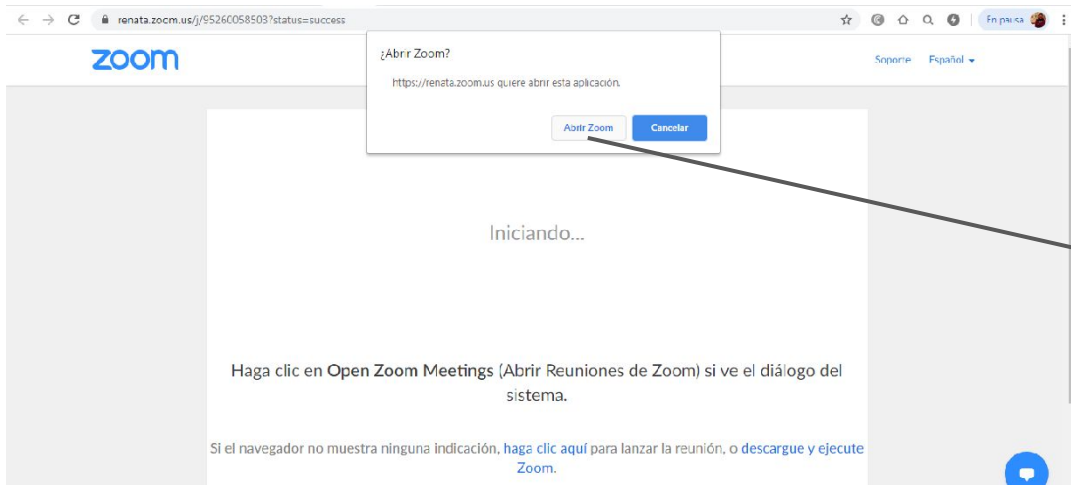 renata.zoom.us/j/95260058503?status=success
En pausa
zoom
Soporte Español
¿Abrir Zoom?
https://renata.zoom.us quiere abrir esta aplicación.
Abrir Zoom Cancelar
Iniciando...
Haga clic en Open Zoom Meetings (Abrir Reuniones de Zoom) si ve el diálogo del
sistema.
Si el navegador no muestra ninguna indicación, haga clic aquí para lanzar la reunión, o descargue y ejecute
Zoom.